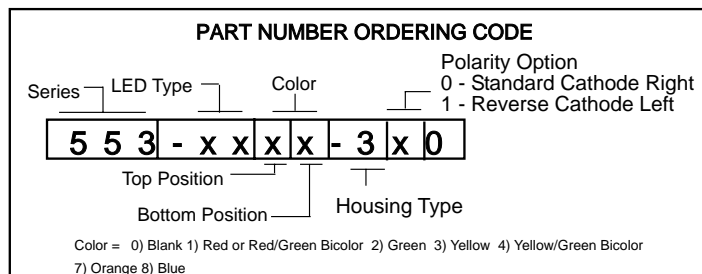 PART NUMBER ORDERING CODE
Polarity Option
0 - Standard Cathode Right
1 - Reverse Cathode Left
Series LED Type Color
5 5 3 - x x x x - 3 x 0
Top Position
Bottom Position
Housing Type
Color = 0) Blank 1) Red or Red/Green Bicolor 2) Green 3) Yellow 4) Yellow/Green Bicolor
7) Orange 8) Blue